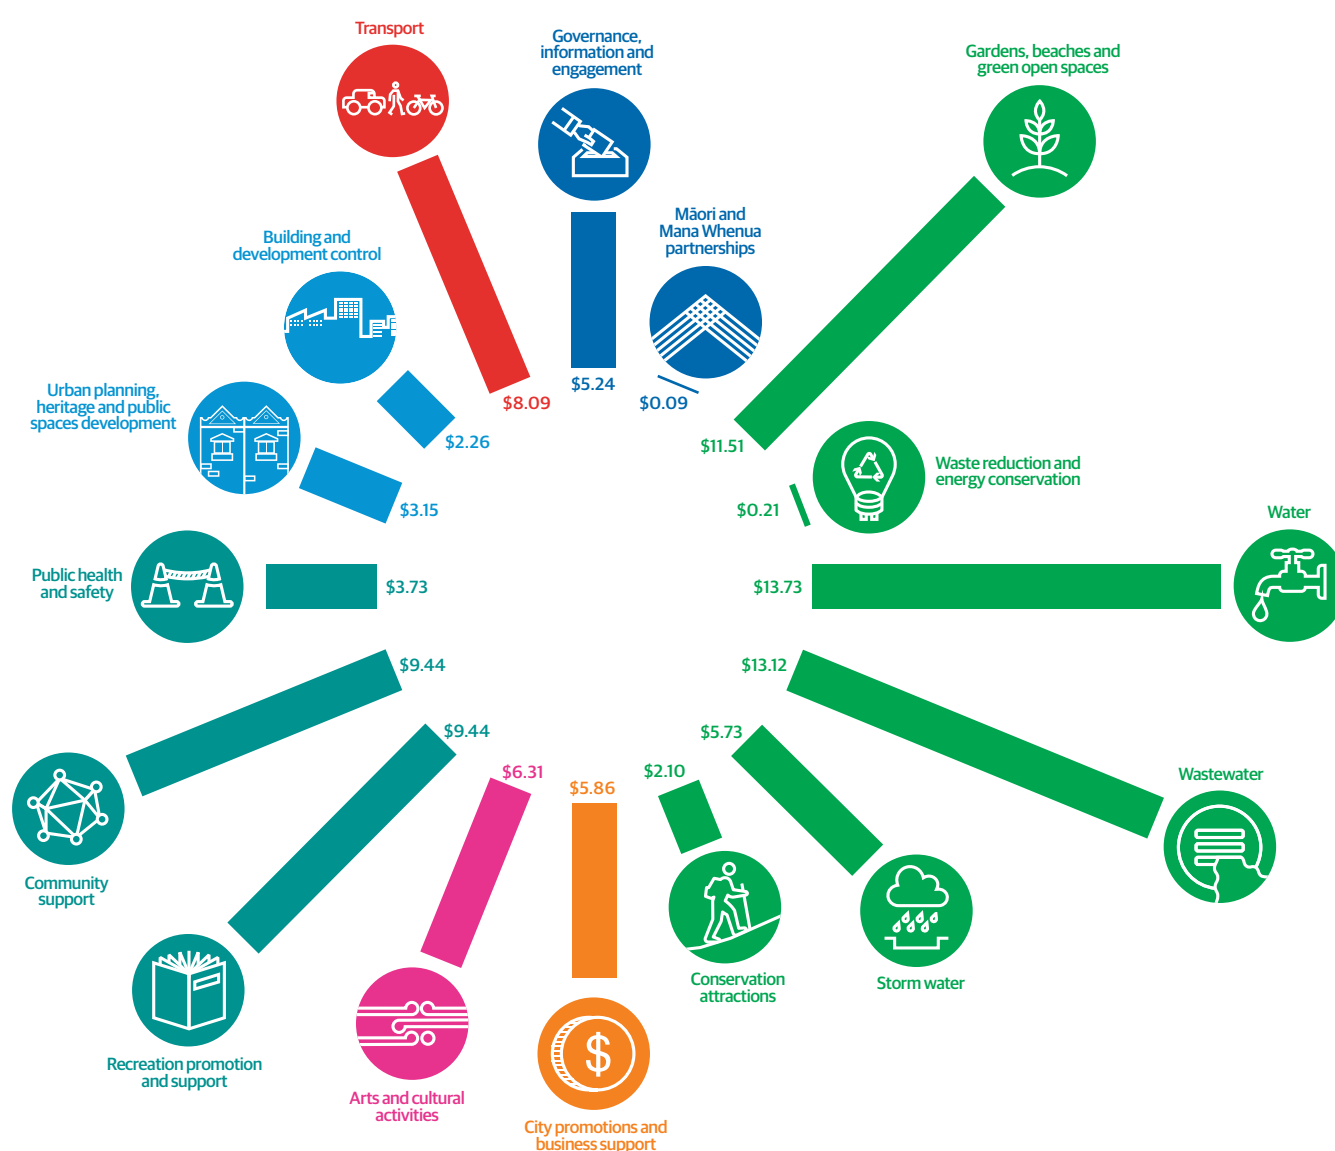 Transport
Governance,
information and
engagement
Gardens, beaches and
green open spaces
Māori and
Mana Whenua
partnerships
Building and
development control
Urban planning,
heritage and public
spaces development
$8.09
$5.24
$0.09
$11.51
$2.26
$3.15
$0.21
Waste reduction and
energy conservation
Water
Public health
and safety
$3.73
$13.73
$9.44
$13.12
$9.44
$5.73
$6.31
$5.86
$2.10
Wastewater
Community
support
Conservation
attractions
Storm water
$
Recreation promotion
and support
Arts and cultural
activities
City promotions and
business support